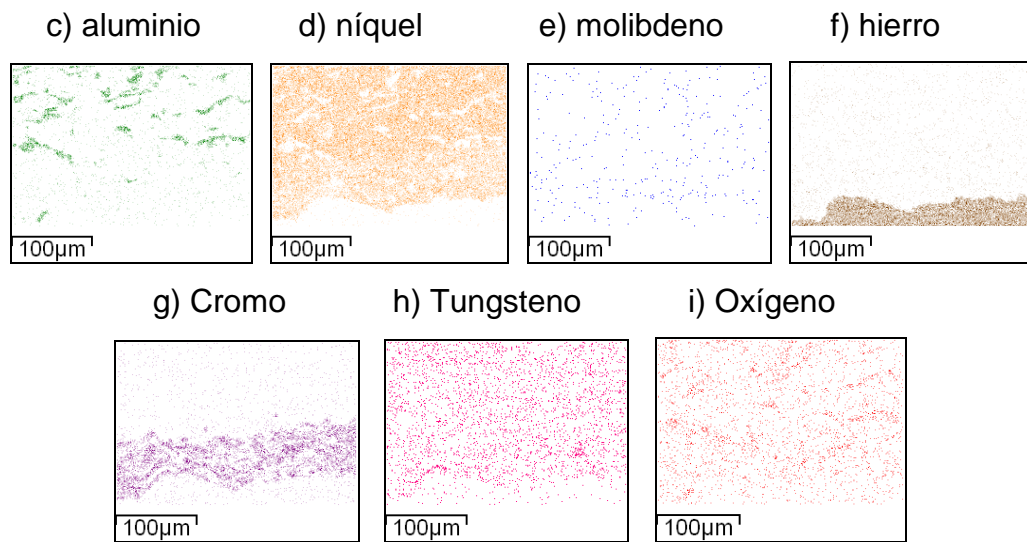 c) aluminio d) níquel e) molibdeno f) hierro
100µm 100µm 100µm 100µm
g) Cromo h) Tungsteno i) Oxígeno
100µm 100µm 100µm